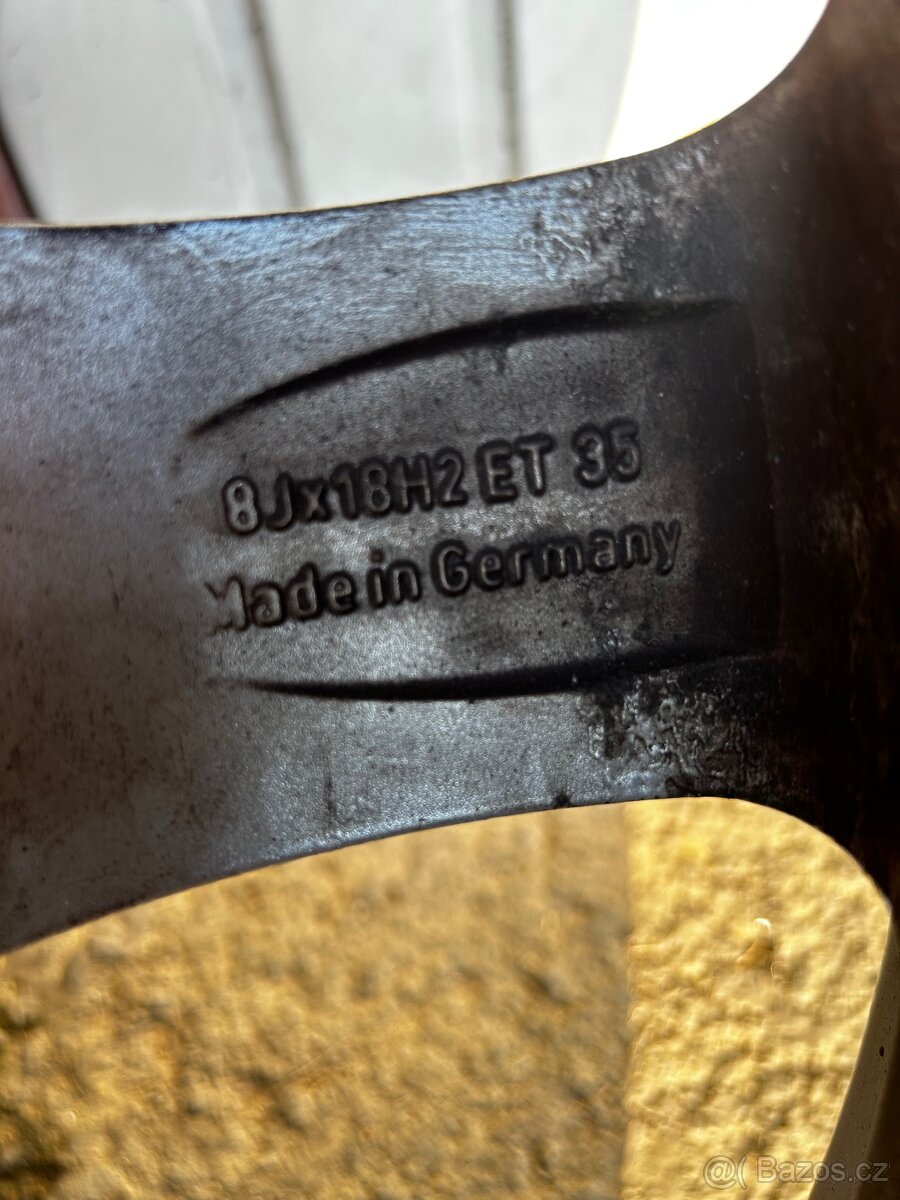 8Jx18H2 ET 35
Made in Germany
@( Bazos.cz